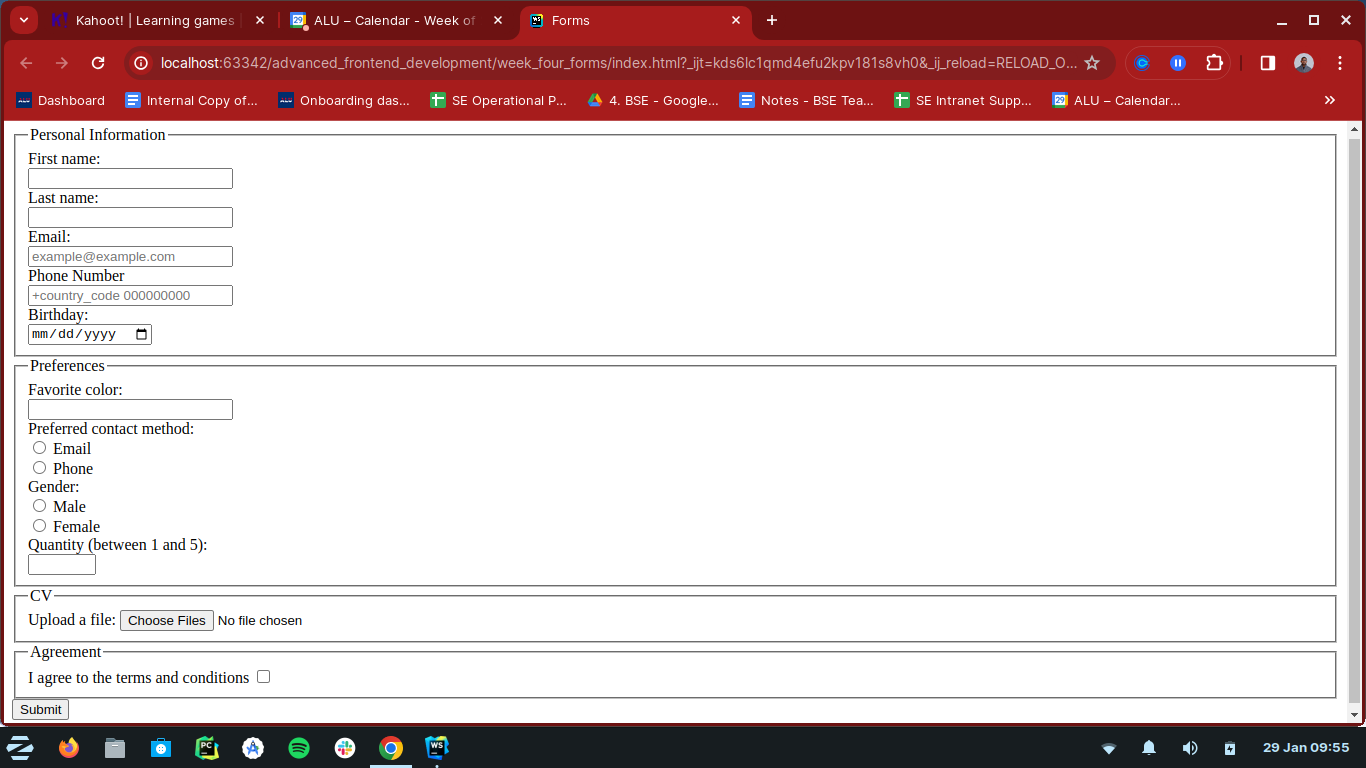 Kahoot! | Learning games
ALU – Calendar - Week of
Forms
localhost:63342/advanced_frontend_development/week_four_forms/index.html?_ijt=kds6lc1qmd4efu2kpv181s8vh0&_ij_reload=RELOAD_O...
Dashboard
Internal Copy of...
Onboarding das...
SE Operational P...
4. BSE - Google...
Notes - BSE Tea...
SE Intranet Supp...
ALU – Calendar...
Personal Information
First name:
Last name:
Email:
example@example.com
Phone Number
+country_code 000000000
Birthday:
mm/dd/yyyy
Preferences
Favorite color:
Preferred contact method:
Email
Phone
Gender:
Male
Female
Quantity (between 1 and 5):
CV
Upload a file: Choose Files No file chosen
Agreement
I agree to the terms and conditions
Submit
29 Jan 09:55